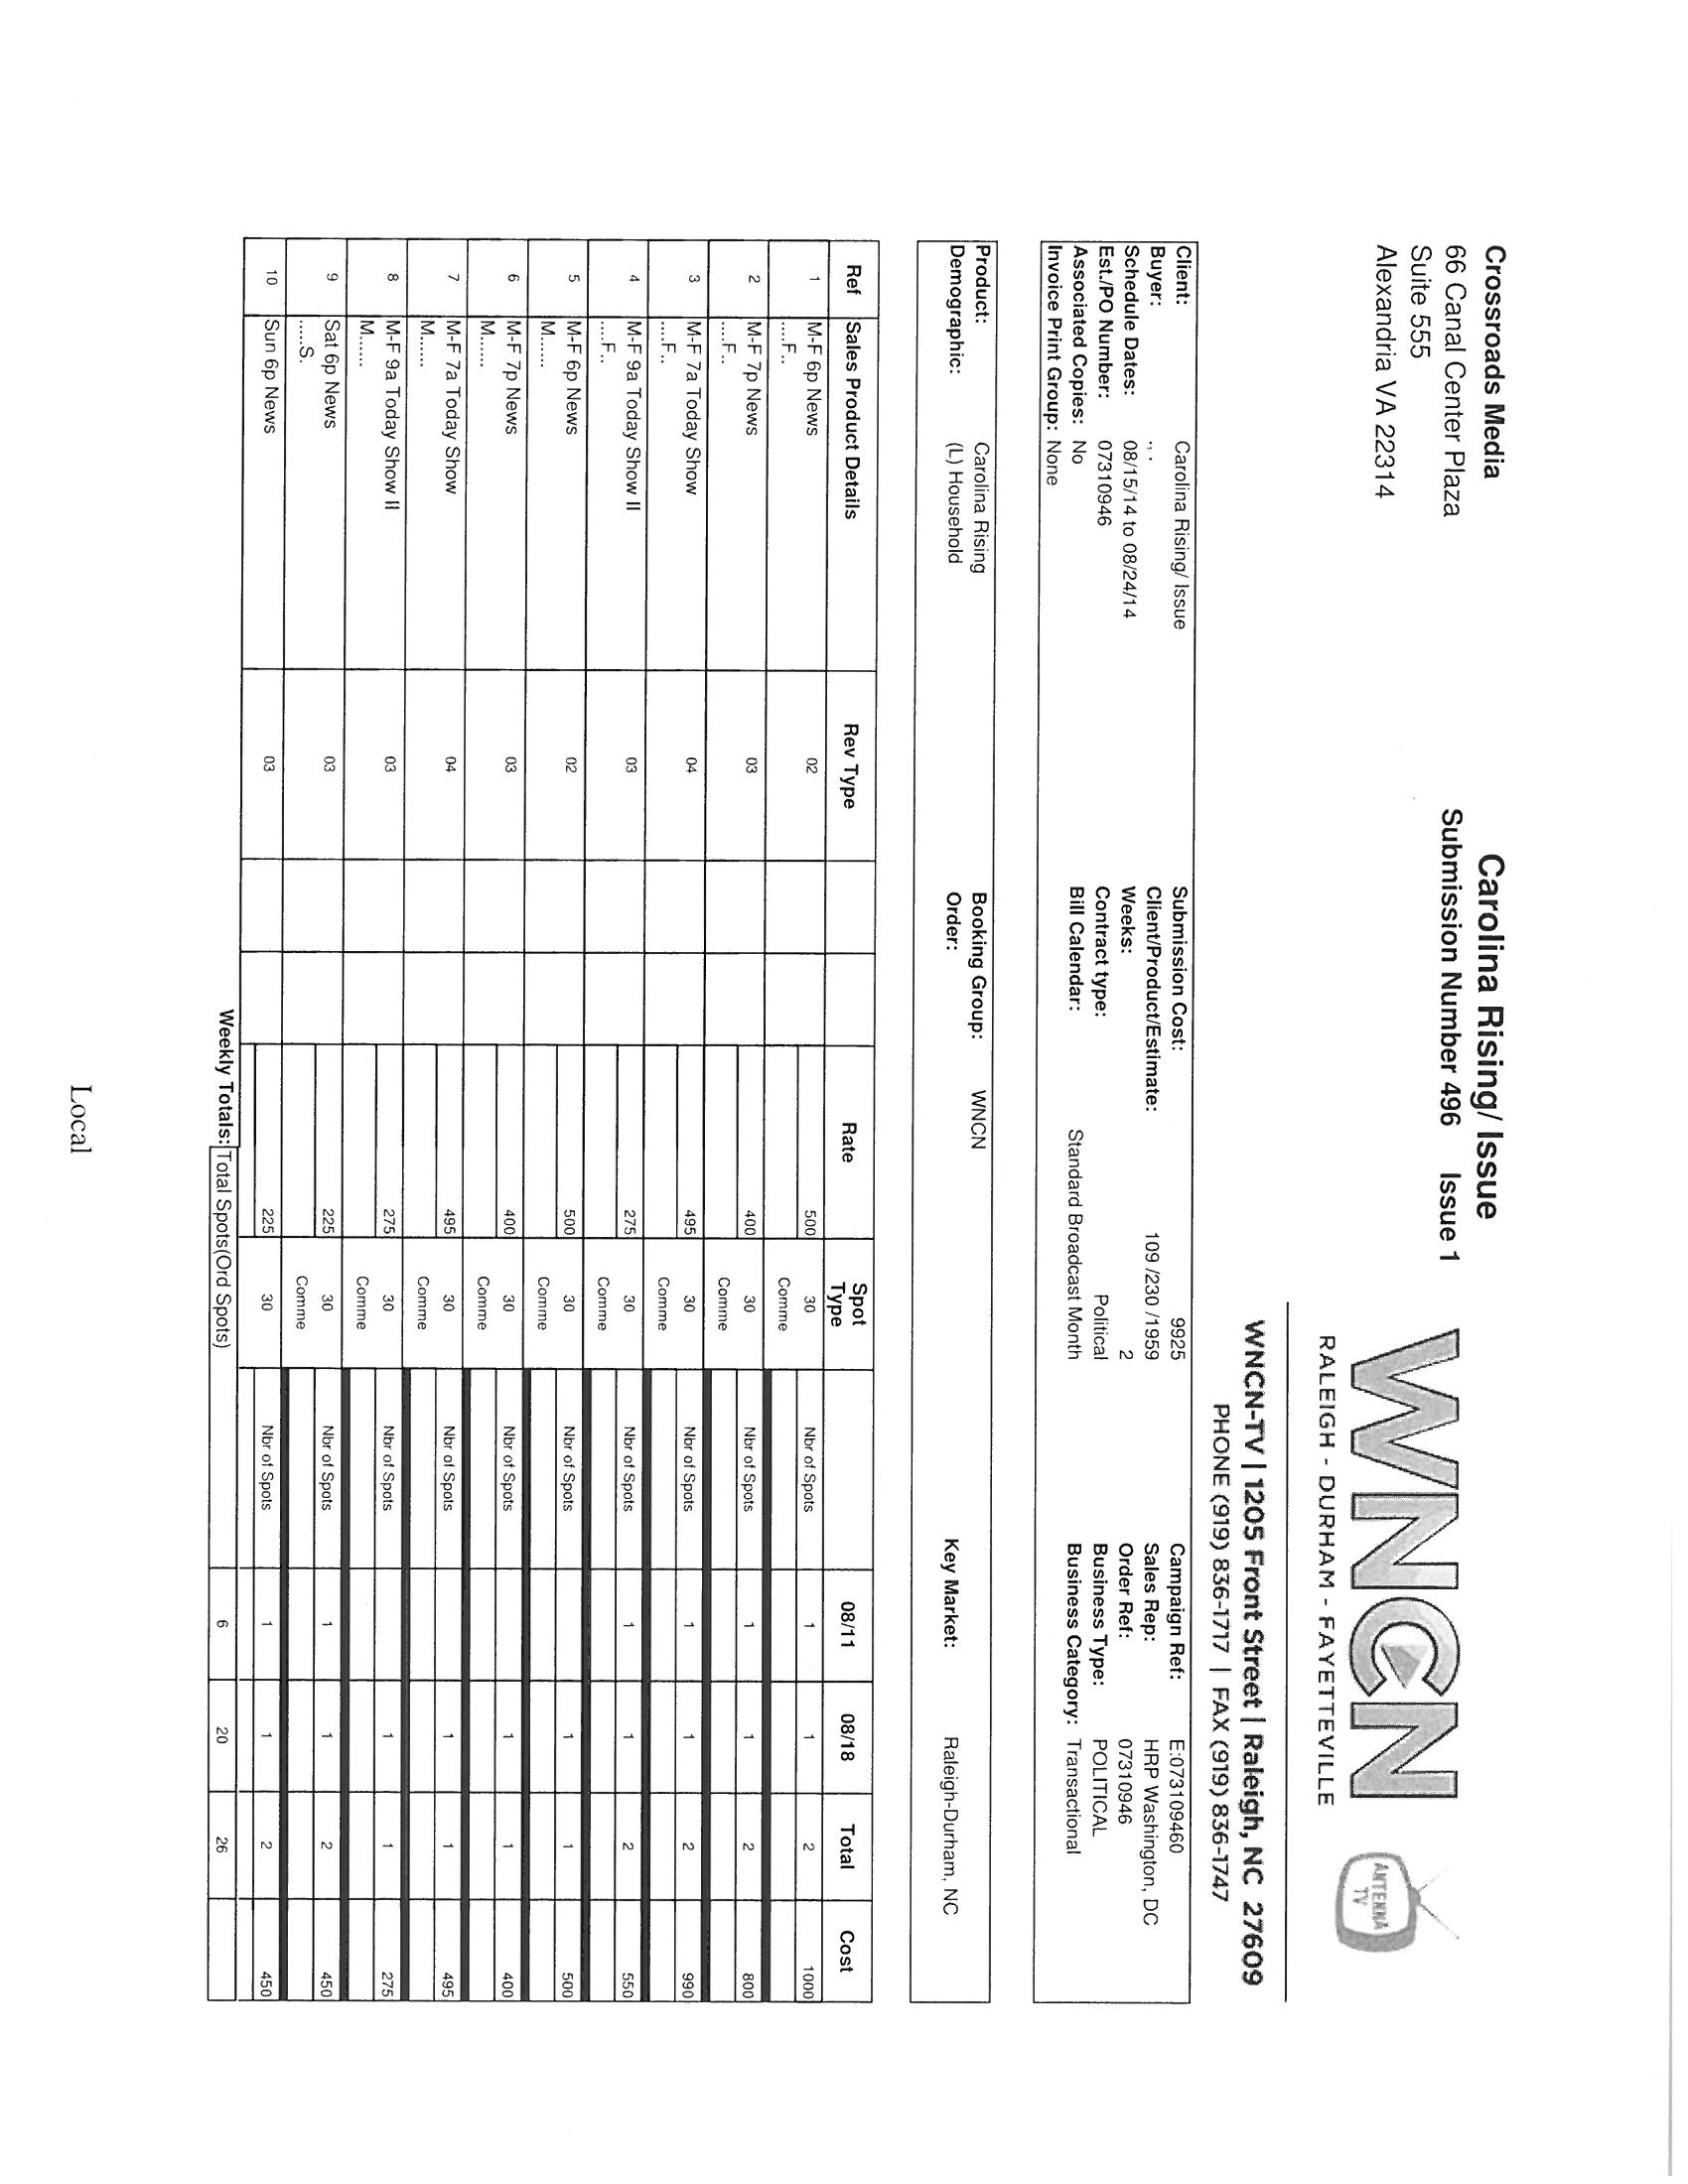 Crossroads Media
66 Canal Center Plaza
Suite 555
Alexandria VA 22314
Carolina Rising/ Issue
Submission Number 496 Issue 1
WNCN
RALEIGH - DURHAM - FAYETTEVILLE
ANTENNA TV
WNCN-TV | 1205 Front Street | Raleigh, NC 27609
PHONE (919) 836-1717 | FAX (919) 836-1747
Client: Carolina Rising/ Issue Submission Cost: 9925 Campaign Ref: E:073109460
Buyer: ., . Client/Product/Estimate: 109 /230 /1959 Sales Rep: HRP Washington, DC
Schedule Dates: 08/15/14 to 08/24/14 Weeks: 2 Order Ref: 07310946
Est./PO Number: 07310946 Contract type: Political Business Type: POLITICAL
Associated Copies: No Bill Calendar: Standard Broadcast Month Business Category: Transactional
Invoice Print Group: None
Product: Carolina Rising Booking Group: WNCN
Demographic: (L) Household Order: Key Market: Raleigh-Durham, NC
Ref Sales Product Details Rev Type Rate Spot Type 08/11 08/18 Total Cost
1 M-F 6p News 02 500 30 Nbr of Spots 1 1 2 1000
....F.. Comme
2 M-F 7p News 03 400 30 Nbr of Spots 1 1 2 800
....F.. Comme
3 M-F 7a Today Show 04 495 30 Nbr of Spots 1 1 2 990
....F.. Comme
4 M-F 9a Today Show II 03 275 30 Nbr of Spots 1 1 2 550
....F.. Comme
5 M-F 6p News 02 500 30 Nbr of Spots 1 1 500
M...... Comme
6 M-F 7p News 03 400 30 Nbr of Spots 1 1 400
M...... Comme
7 M-F 7a Today Show 04 495 30 Nbr of Spots 1 1 495
M...... Comme
8 M-F 9a Today Show II 03 275 30 Nbr of Spots 1 1 275
M...... Comme
9 Sat 6p News 03 225 30 Nbr of Spots 1 1 2 450
.....S. Comme
10 Sun 6p News 03 225 30 Nbr of Spots 1 1 2 450
Weekly Totals: Total Spots(Ord Spots) 6 20 26
Local